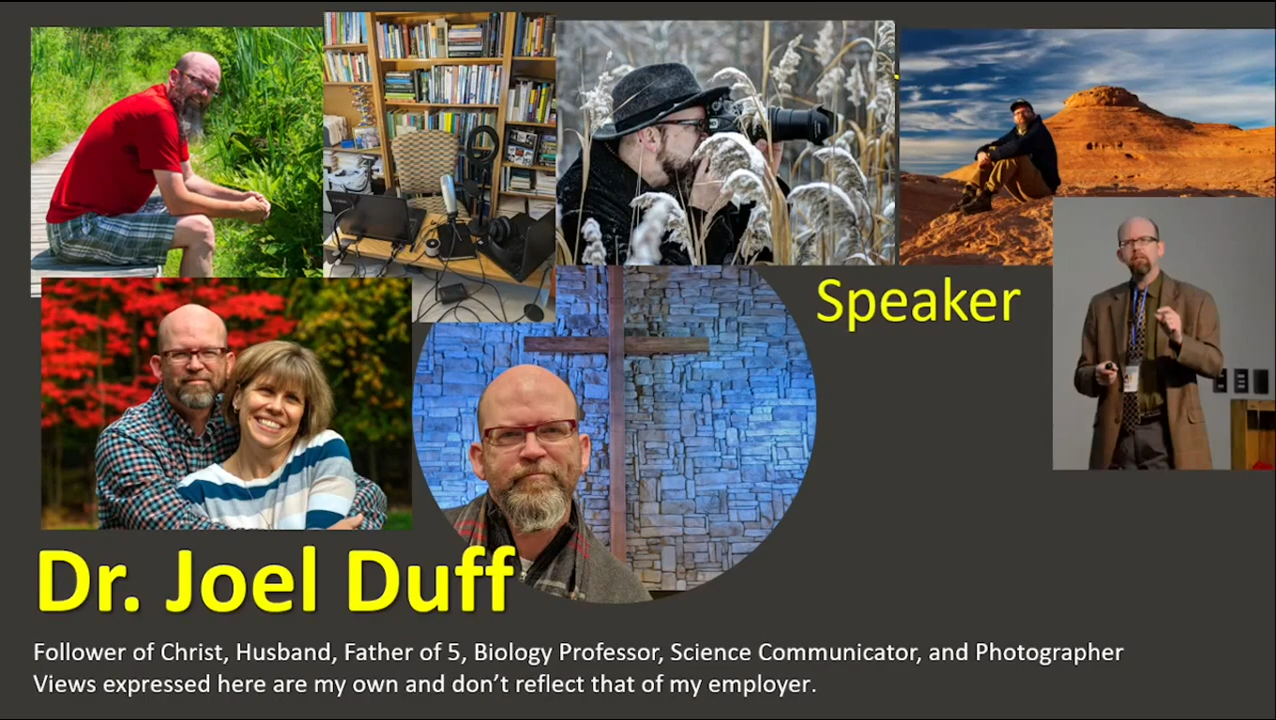 Speaker
Dr. Joel Duff
Follower of Christ, Husband, Father of 5, Biology Professor, Science Communicator, and Photographer
Views expressed here are my own and don’t reflect that of my employer.